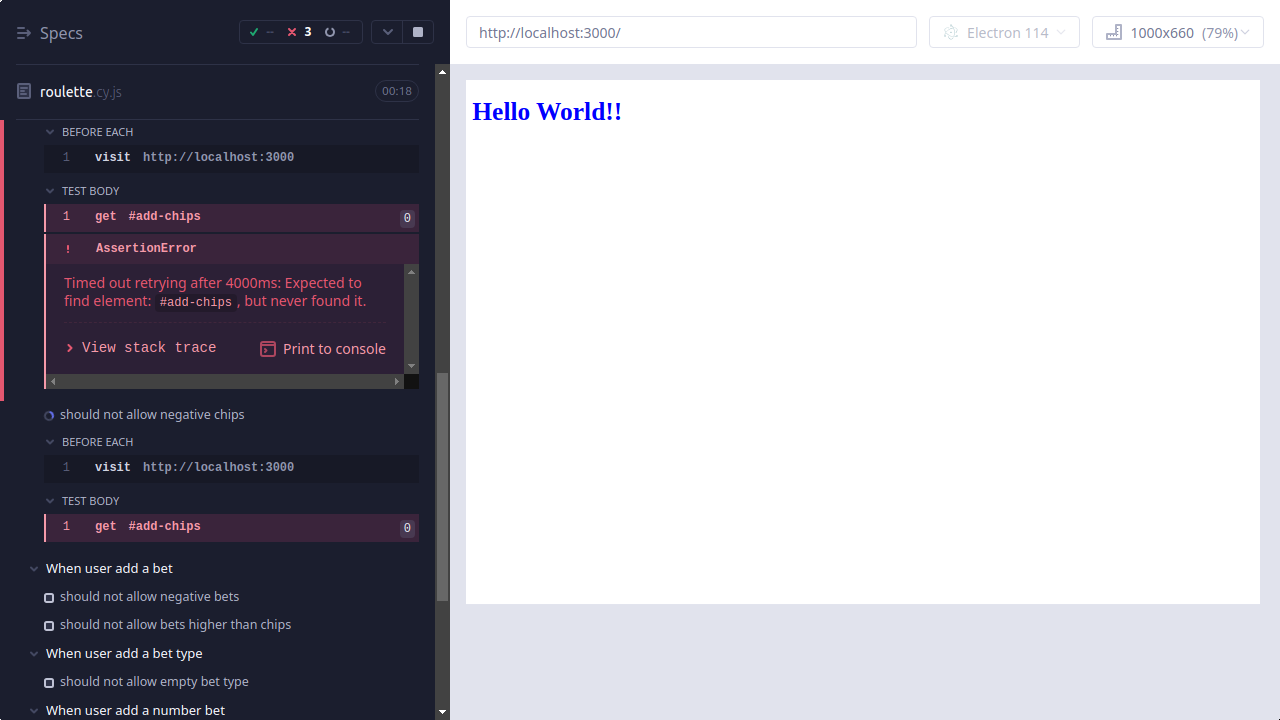 Specs
-- 3 --
roulette.cy.js
00:18
BEFORE EACH
1 visit http://localhost:3000
TEST BODY
1 get #add-chips 0
! AssertionError
Timed out retrying after 4000ms: Expected to
find element: #add-chips, but never found it.
View stack trace
Print to console
should not allow negative chips
BEFORE EACH
1 visit http://localhost:3000
TEST BODY
1 get #add-chips 0
When user add a bet
should not allow negative bets
should not allow bets higher than chips
When user add a bet type
should not allow empty bet type
When user add a number bet
http://localhost:3000/
Electron 114
1000x660 (79%)
Hello World!!